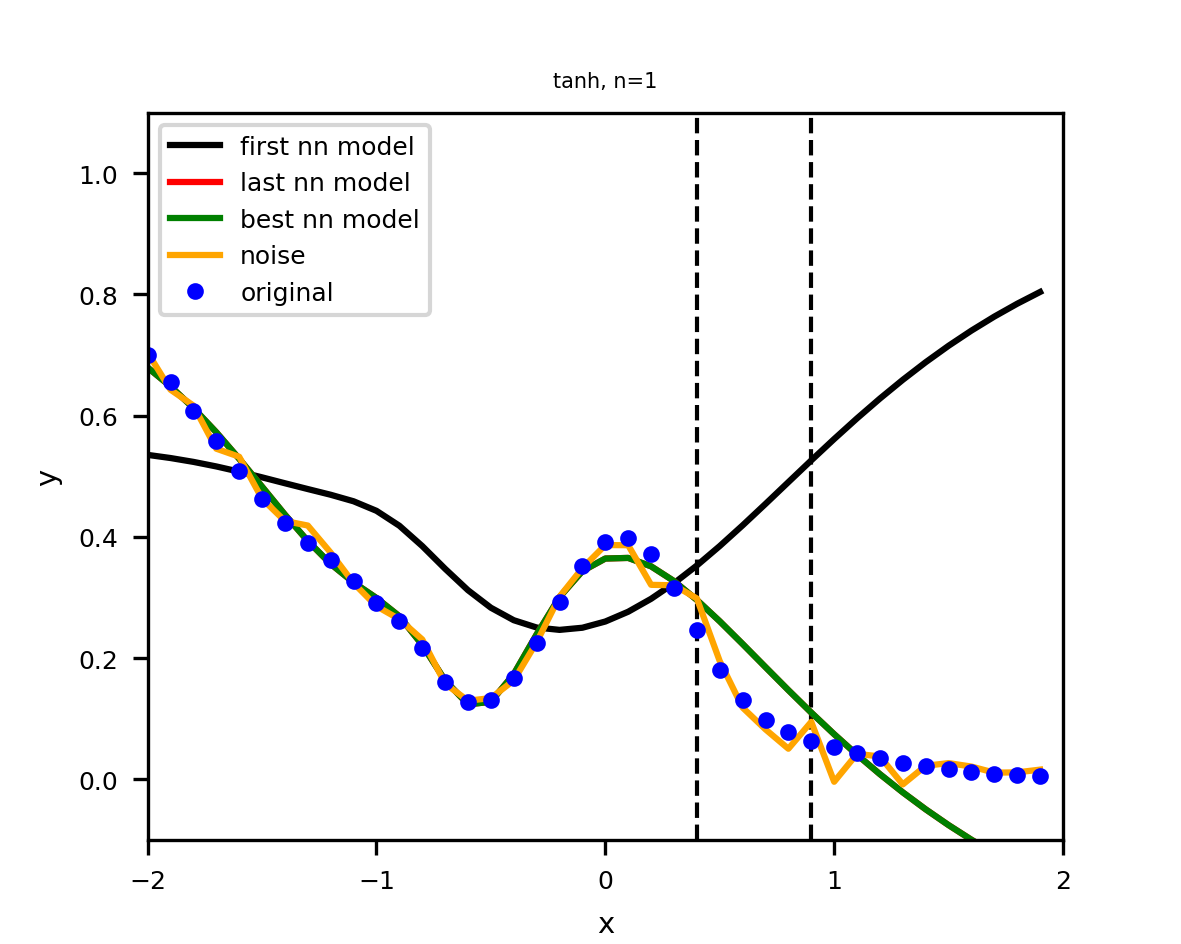 tanh, n=1
first nn model
last nn model
best nn model
noise
original
1.0
0.8
0.6
0.4
0.2
0.0
y
−2
−1
0
1
2
x